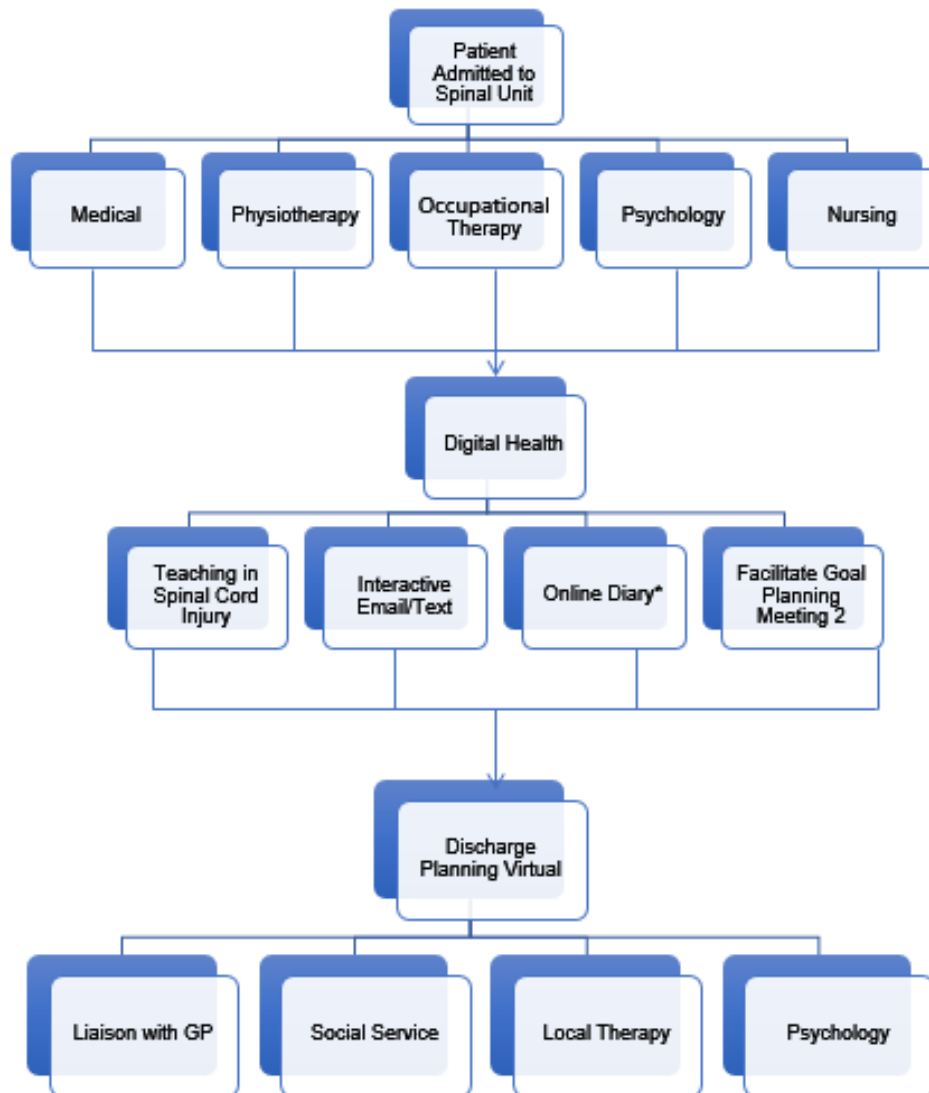 Patient
Admitted to
Spinal Unit
Medical
Physiotherapy
Occupational
Therapy
Psychology
Nursing
Digital Health
Teaching in
Spinal Cord
Injury
Interactive
Email/Text
Online Diary*
Facilitate Goal
Planning
Meeting 2
Discharge
Planning Virtual
Liaison with GP
Social Service
Local Therapy
Psychology